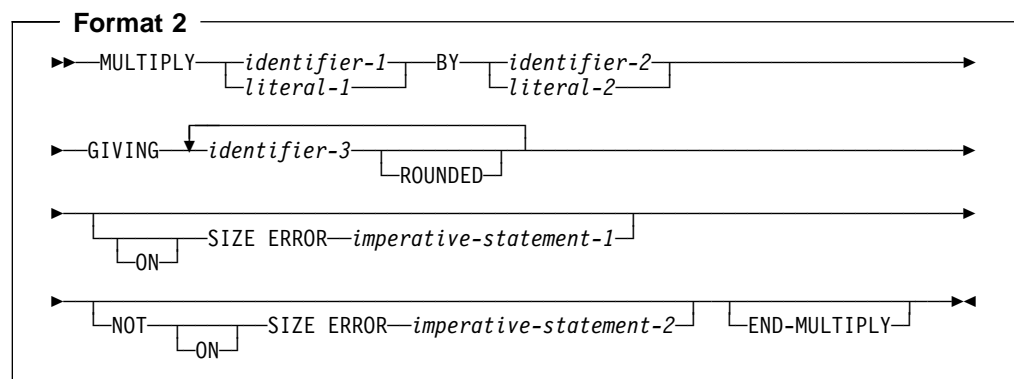 Format 2
MULTIPLY identifier-1 BY identifier-2
literal-1 literal-2
GIVING identifier-3
ROUNDED
SIZE ERROR imperative-statement-1
ON
NOT SIZE ERROR imperative-statement-2 END-MULTIPLY
ON